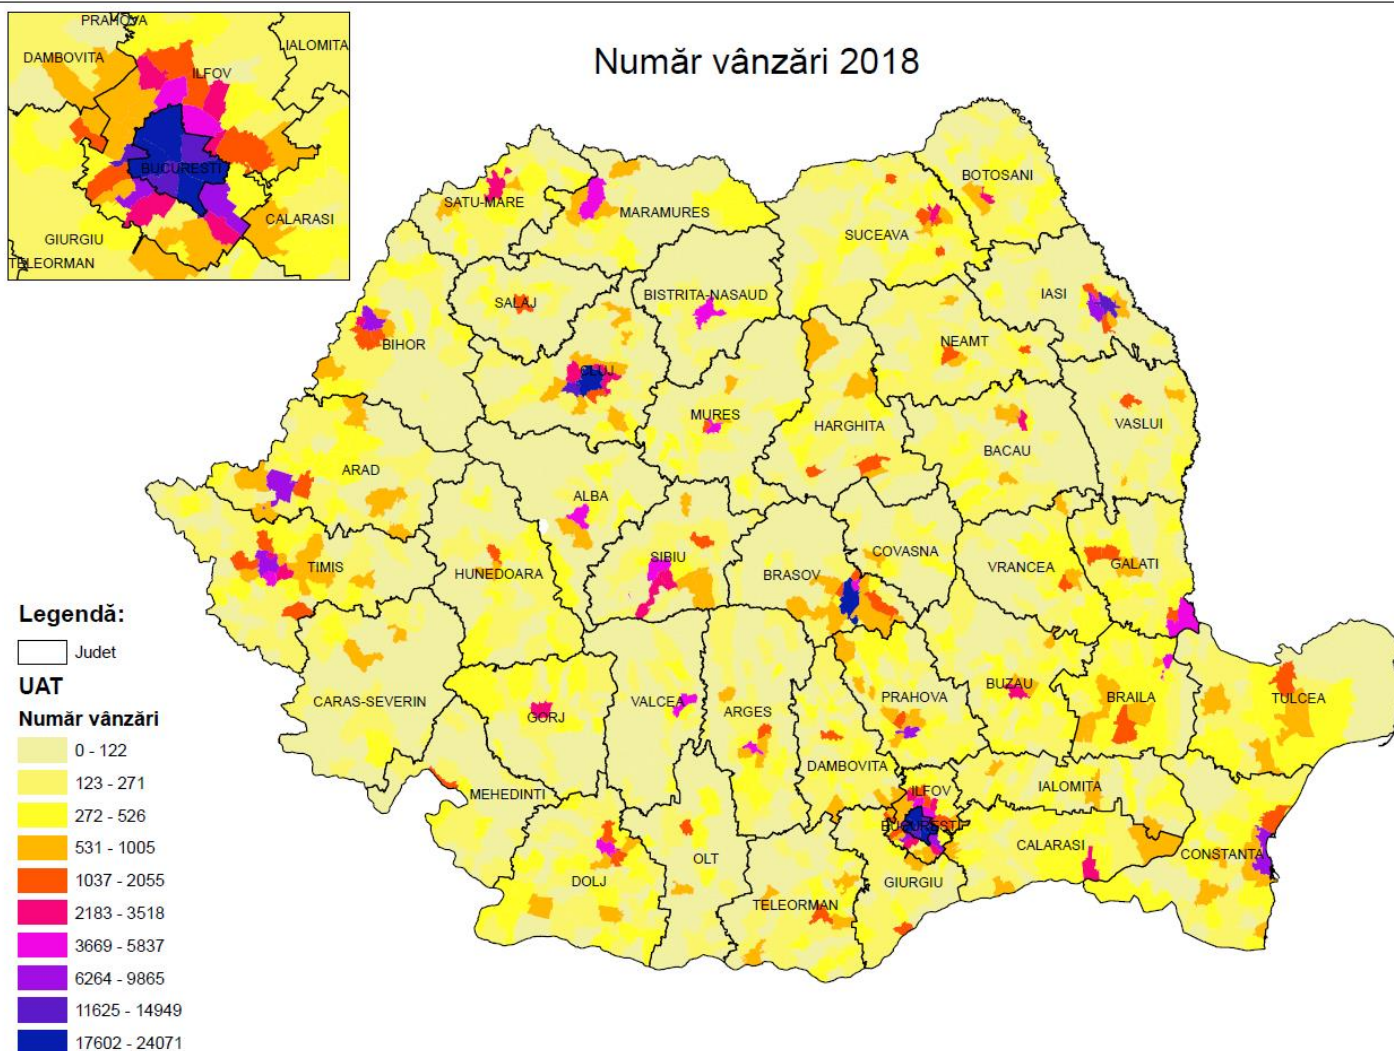 Număr vânzări 2018
PRAHOVA
IALOMITA
DAMBOVITA
ILFOV
BUCURESTI
CALARASI
GIURGIU
TELEORMAN
BOTOSANI
SATU-MARE
MARAMURES
SUCEAVA
IASI
BISTRITA-NASAUD
SALAJ
BIHOR
NEAMT
CLUJ
MURES
HARGHITA
VASLUI
BACAU
ARAD
ALBA
COVASNA
SIBIU
BRASOV
VRANCEA
GALATI
TIMIS
HUNEDOARA
CARAS-SEVERIN
GORJ
VALCEA
ARGES
PRAHOVA
BUZAU
BRAILA
TULCEA
MEHEDINTI
DAMBOVITA
ILFOV
IALOMITA
BUCURESTI
CALARASI
CONSTANTA
OLT
DOLJ
GIURGIU
TELEORMAN
Legendă:
Judet
UAT
Număr vânzări
0 - 122
123 - 271
272 - 526
531 - 1005
1037 - 2055
2183 - 3518
3669 - 5837
6264 - 9865
11625 - 14949
17602 - 24071